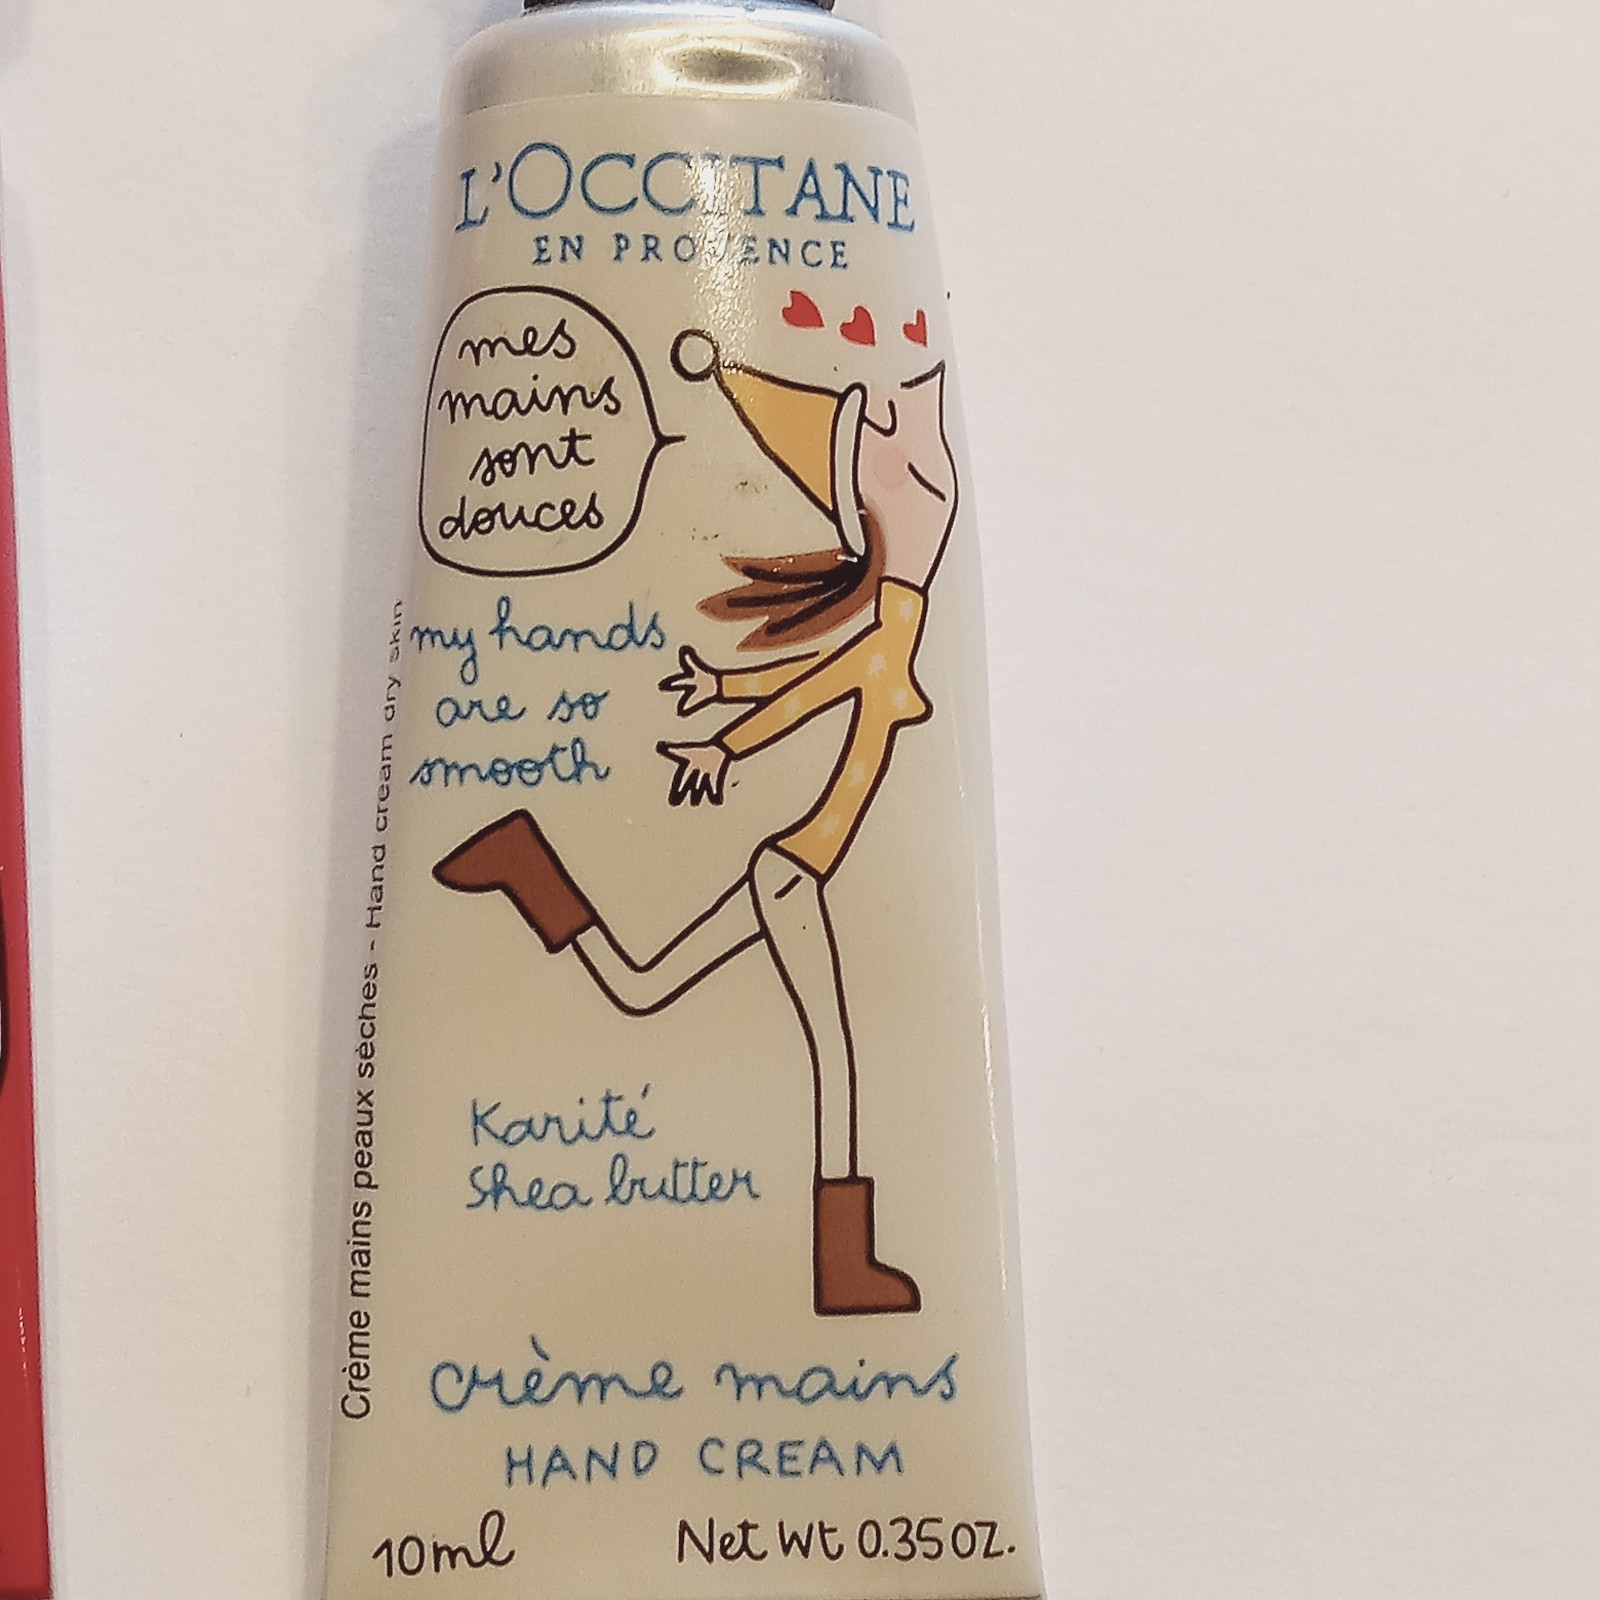 L'OCCITANE
EN PROVENCE
mes
mains
sont
douces
my hands
are so
smooth
Karité
Shea butter
crème mains
HAND CREAM
10ml
Net Wt 0.35 oz.
Crème mains peaux sèches - Hand cream dry skin